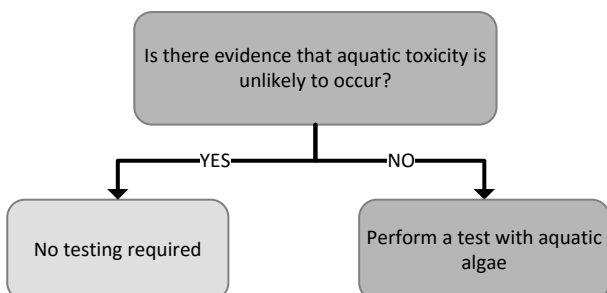 Is there evidence that aquatic toxicity is
unlikely to occur?
YES
NO
No testing required
Perform a test with aquatic
algae